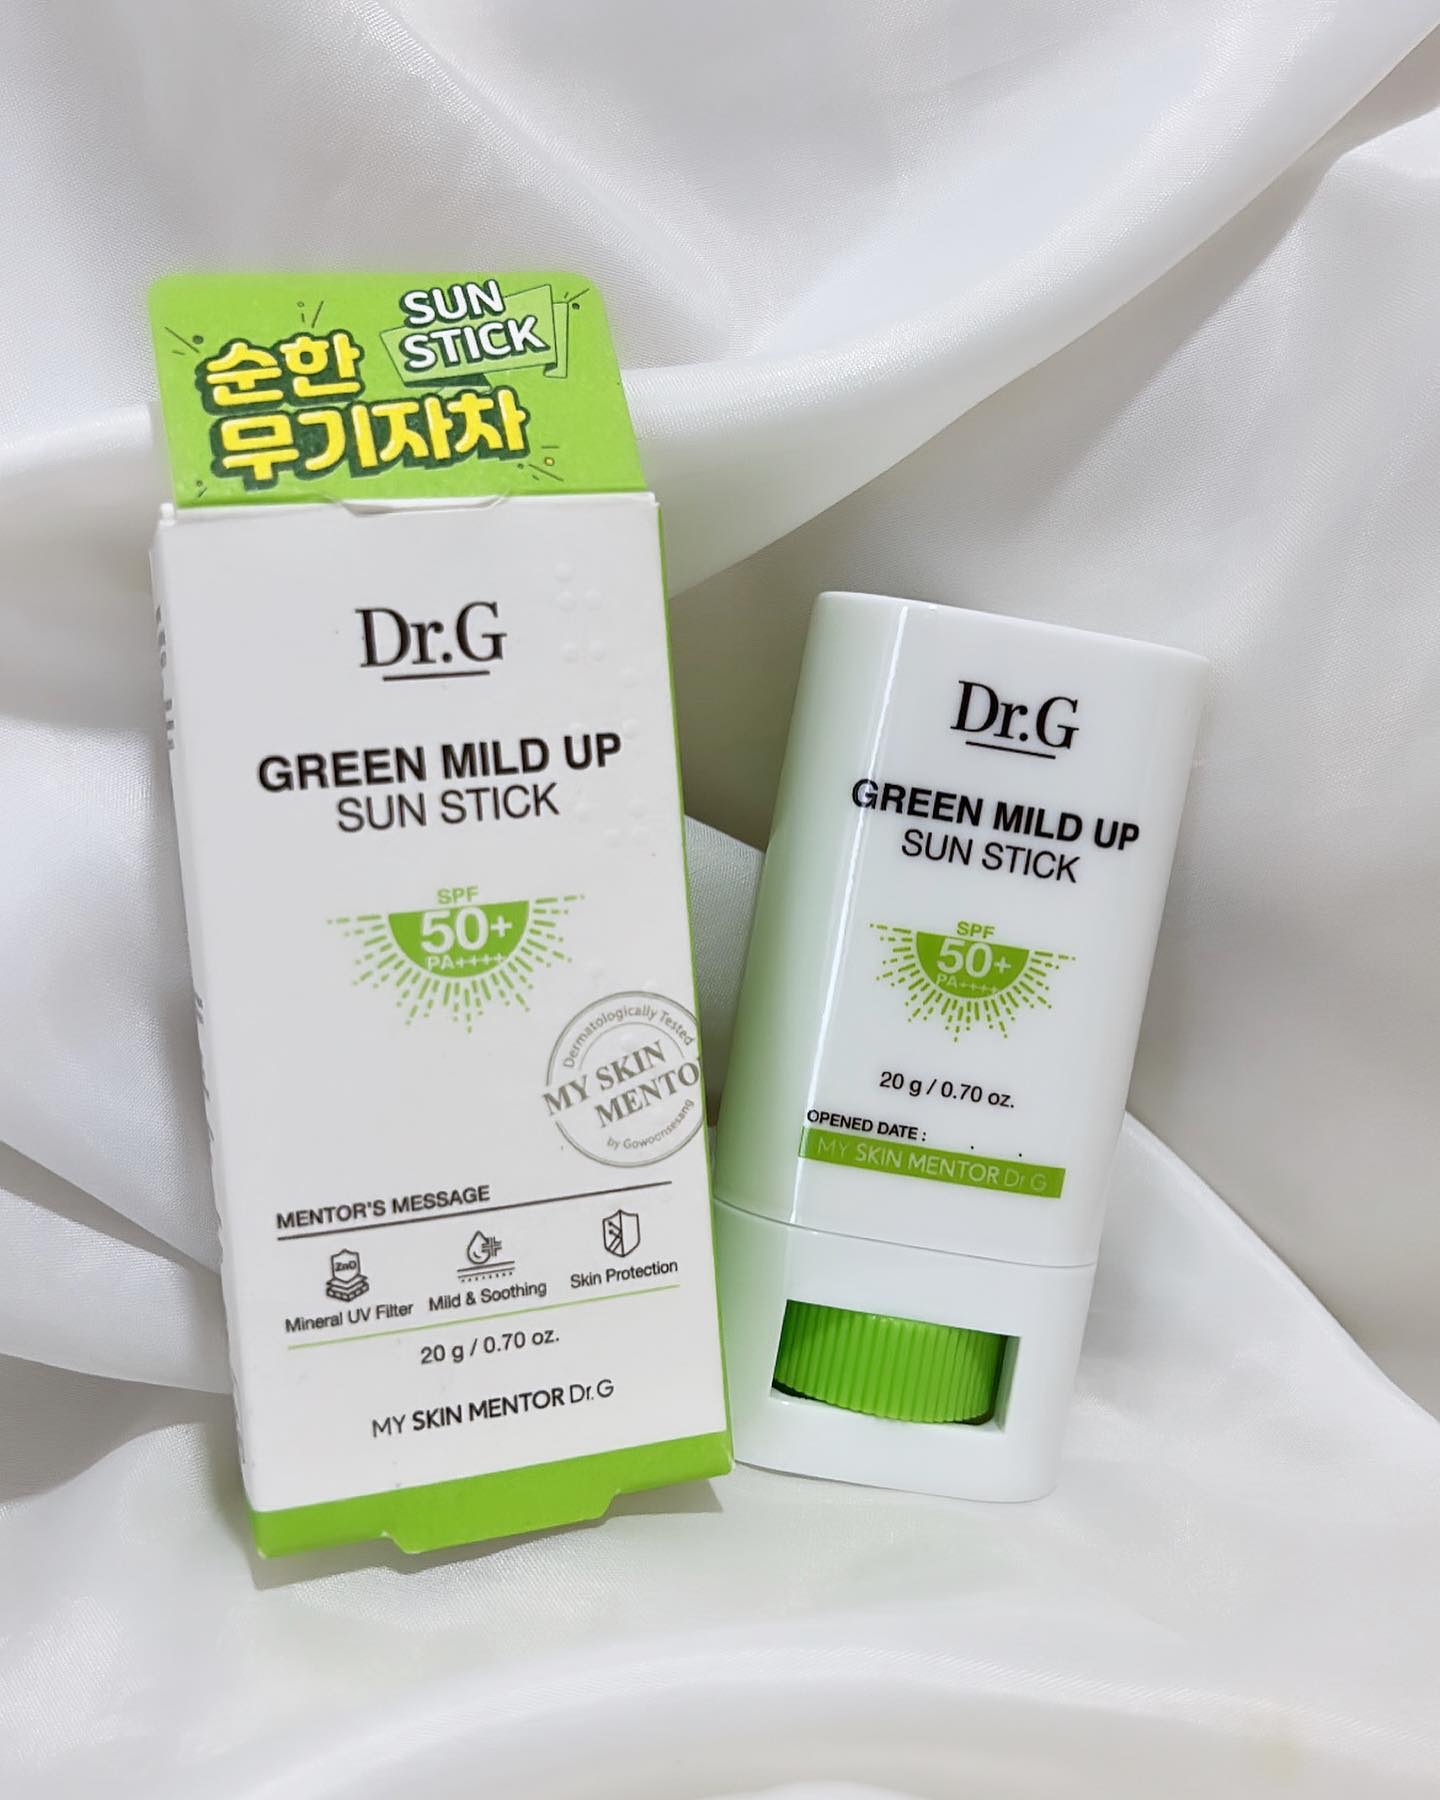 SUN
STICK
순한
무기자차
Dr.G
GREEN MILD UP
SUN STICK
SPF
50+
PA++++
Dermatologically Tested
MY SKIN
MENTO
by Gowoonsesang
MENTOR'S MESSAGE
ZnO
Mineral UV Filter
Mild & Soothing
Skin Protection
20 g / 0.70 oz.
MY SKIN MENTOR Dr.G
Dr.G
GREEN MILD UP
SUN STICK
SPF
50+
PA++++
20 g / 0.70 oz.
OPENED DATE : . .
MY SKIN MENTOR Dr G